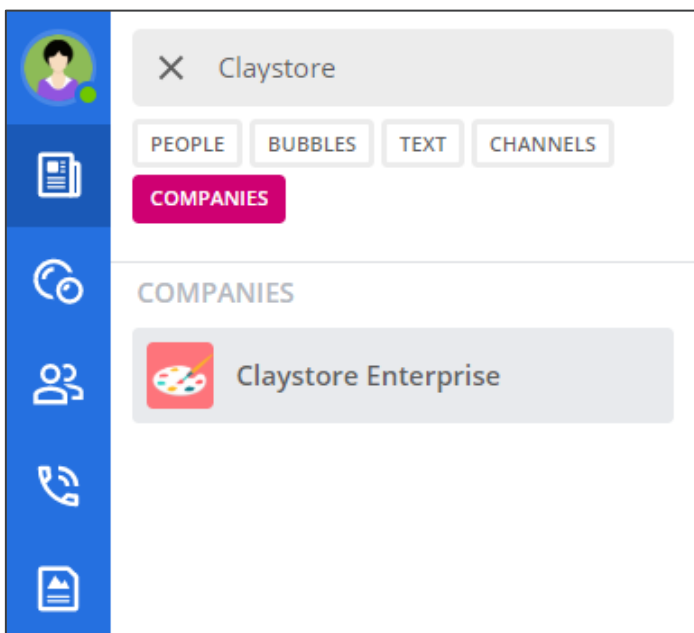 Claystore
PEOPLE BUBBLES TEXT CHANNELS
COMPANIES
COMPANIES
Claystore Enterprise